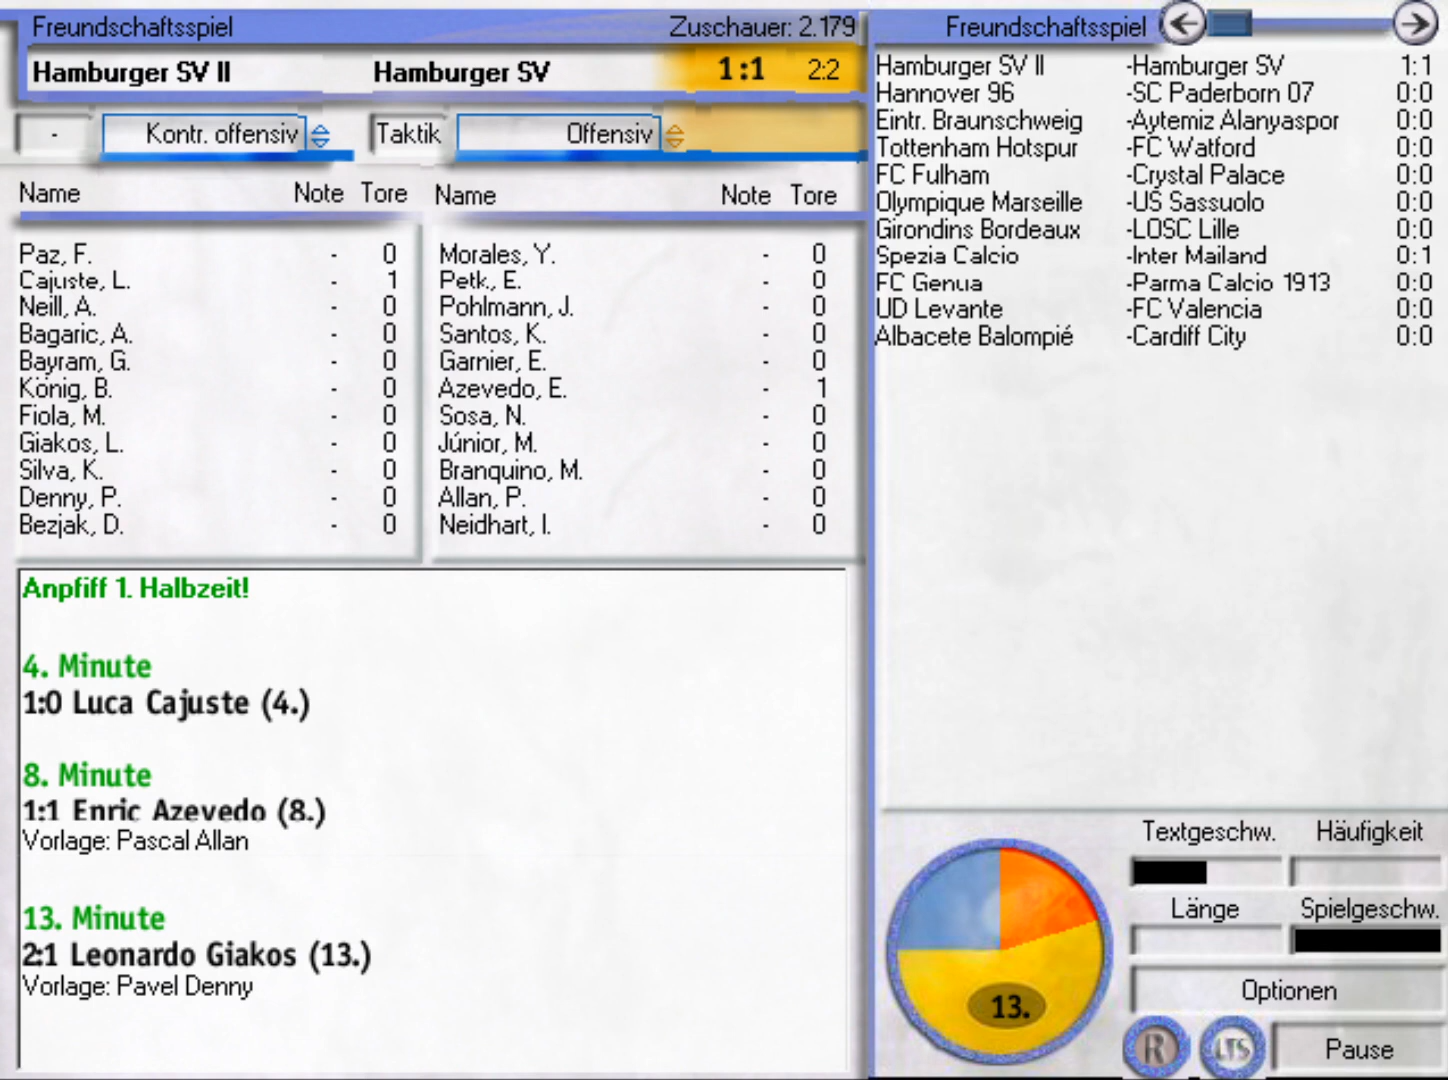 Freundschaftsspiel Zuschauer: 2.179
Hamburger SV II Hamburger SV 1:1 2:2
- Kontr. offensiv Taktik Offensiv
Name Note Tore Name Note Tore
Paz, F. - 0 Morales, Y. - 0
Cajuste, L. - 1 Petk., E. - 0
Neill, A. - 0 Pohlmann, J. - 0
Bagaric, A. - 0 Santos, K. - 0
Bayram, G. - 0 Garnier, E. - 0
König, B. - 0 Azevedo, E. - 1
Fiola, M. - 0 Sosa, N. - 0
Giakos, L. - 0 Júnior, M. - 0
Silva, K. - 0 Branquino, M. - 0
Denny, P. - 0 Allan, P. - 0
Bezjak, D. - 0 Neidhart, I. - 0
Anpfiff 1. Halbzeit!
4. Minute
1:0 Luca Cajuste (4.)
8. Minute
1:1 Enric Azevedo (8.)
Vorlage: Pascal Allan
13. Minute
2:1 Leonardo Giakos (13.)
Vorlage: Pavel Denny
Freundschaftsspiel
Hamburger SV II -Hamburger SV 1:1
Hannover 96 -SC Paderborn 07 0:0
Eintr. Braunschweig -Aytemiz Alanyaspor 0:0
Tottenham Hotspur -FC Watford 0:0
FC Fulham -Crystal Palace 0:0
Olympique Marseille -US Sassuolo 0:0
Girondins Bordeaux -LOSC Lille 0:0
Spezia Calcio -Inter Mailand 0:1
FC Genua -Parma Calcio 1913 0:0
UD Levante -FC Valencia 0:0
Albacete Balompié -Cardiff City 0:0
Textgeschw. Häufigkeit
Länge Spielgeschw.
13.
Optionen
R LTS Pause